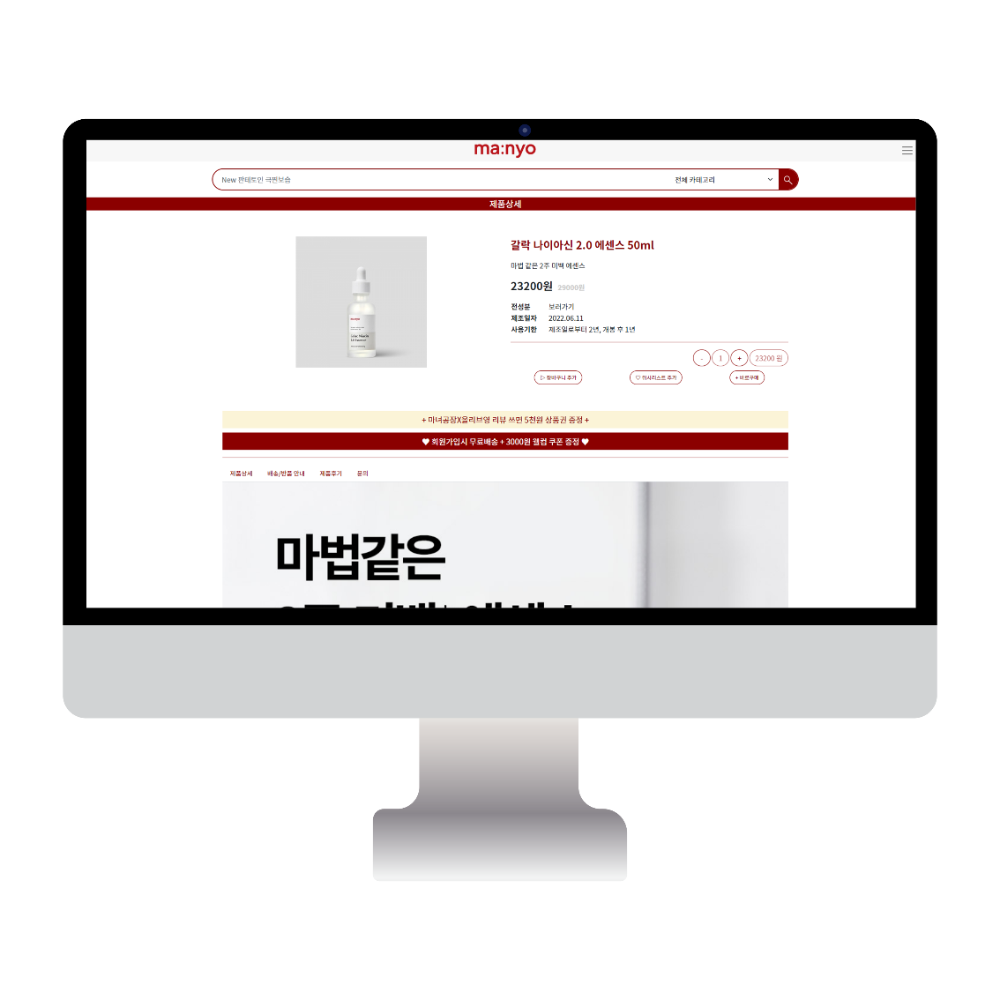 ma:nyo
New 판테토인 극찐보습
전체 카테고리
제품상세
갈락 나이아신 2.0 에센스 50ml
마법 같은 2주 미백 에센스
23200원 29000원
전성분 보러가기
제조일자 2022.06.11
사용기한 제조일로부터 2년, 개봉 후 1년
- 1 + 23200 원
▷ 장바구니 추가 ♡ 위시리스트 추가 + 바로구매
+ 마녀공장X올리브영 리뷰 쓰면 5천원 상품권 증정 +
♥ 회원가입시 무료배송 + 3000원 웰컴 쿠폰 증정 ♥
제품상세 배송/반품 안내 제품후기 문의
마법같은